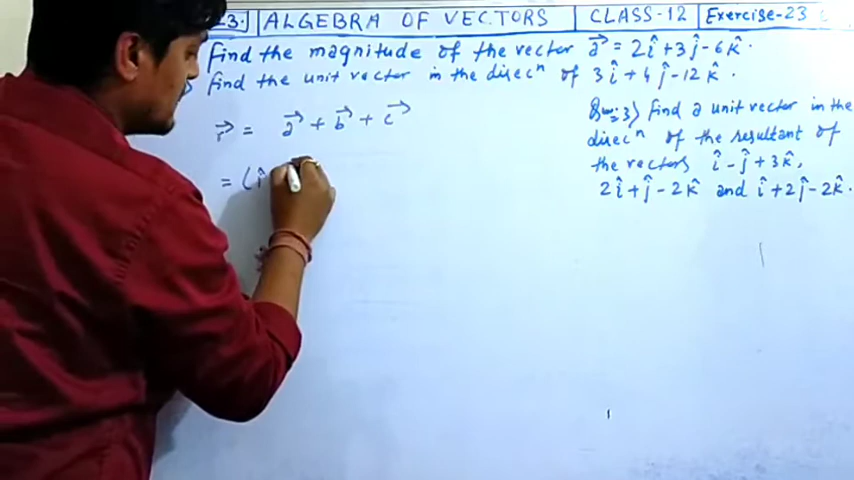 23. ALGEBRA OF VECTORS CLASS-12 Exercise-23
Find the magnitude of the vector a⃗ = 2î+3ĵ-6k̂.
Find the unit vector in the direcⁿ of 3î+4ĵ-12k̂.
r⃗ = a⃗ + b⃗ + c⃗
= (î
Ques:3) find a unit vector in the
direcⁿ of the resultant of
the vectors î-ĵ+3k̂,
2î+ĵ-2k̂ and î+2ĵ-2k̂.